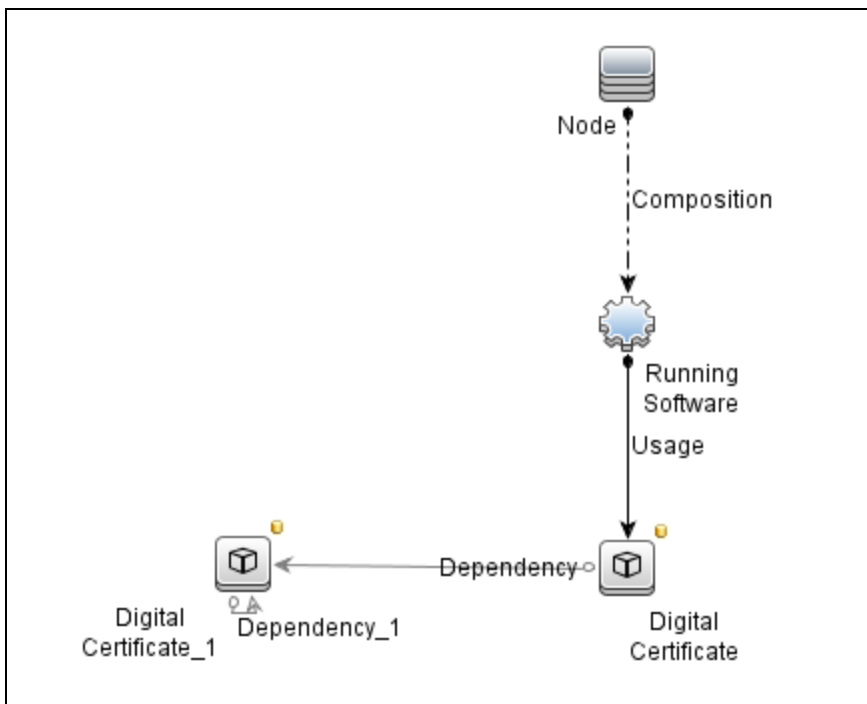 Node
Composition
Running
Software
Usage
Dependency
Digital
Certificate_1
Dependency_1
Digital
Certificate